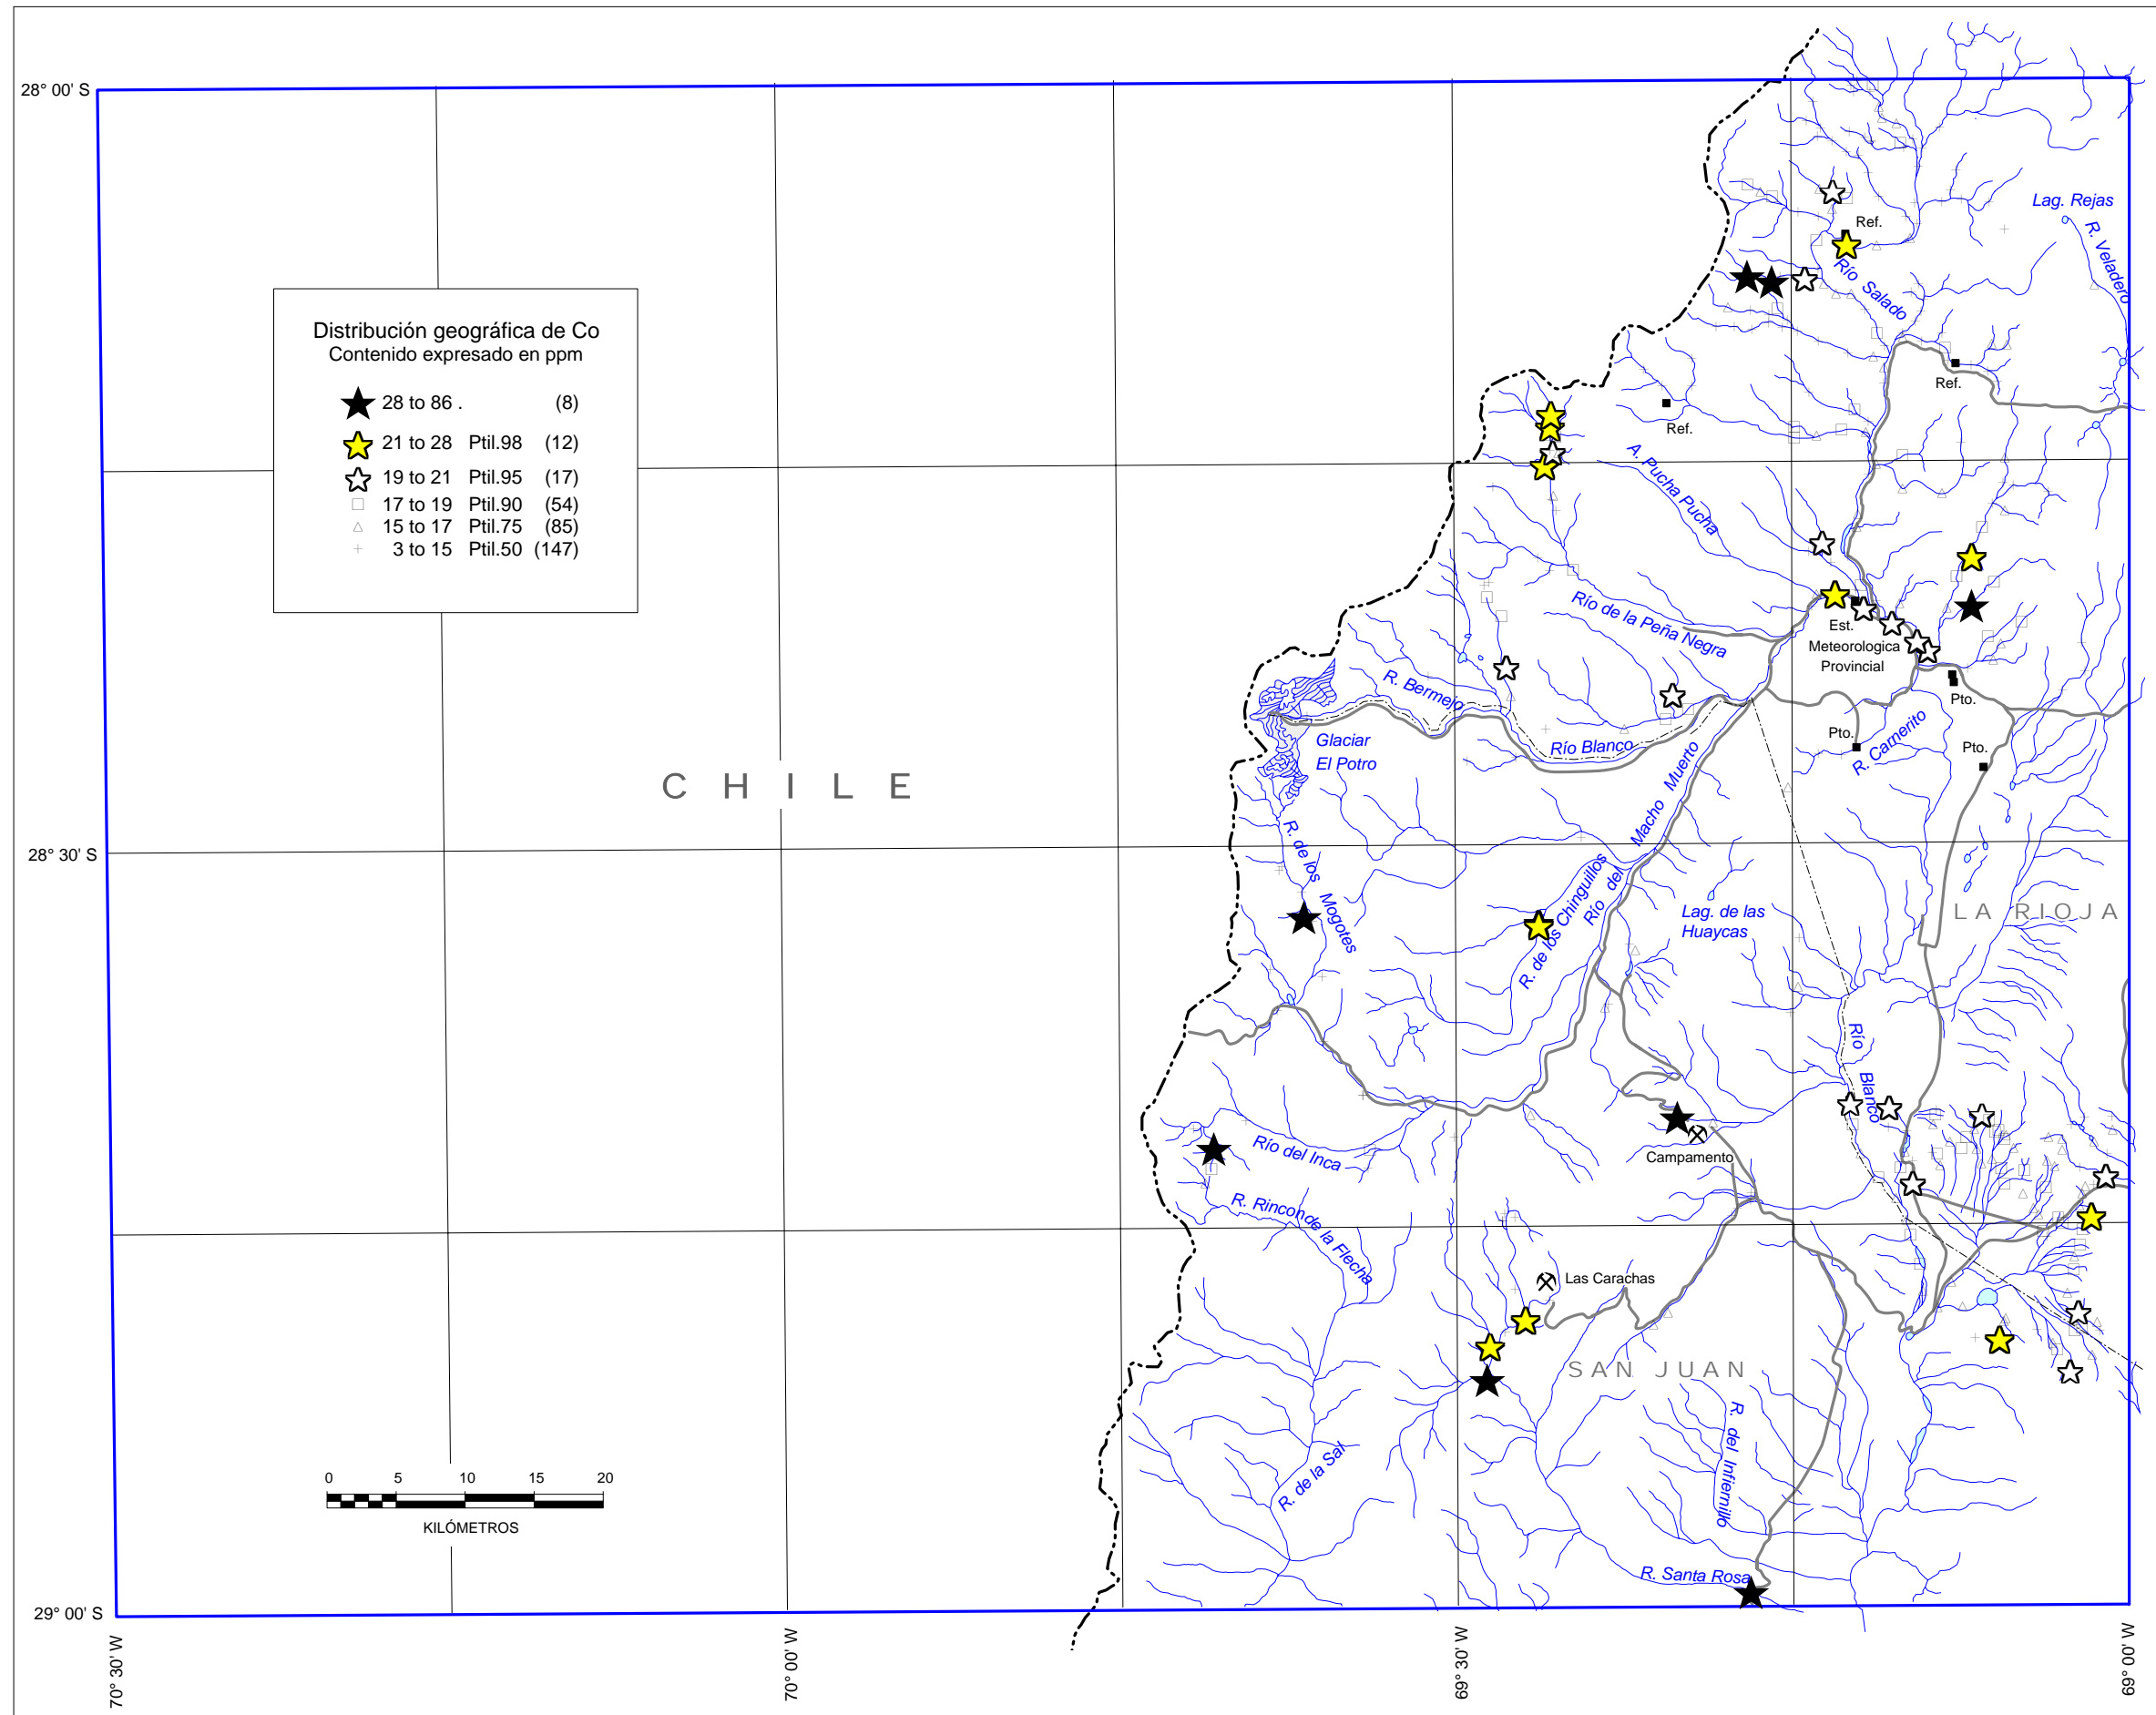 28° 00' S
Lag. Rejas
R. Veladero
Ref.
Río Salado
Distribución geográfica de Co
Contenido expresado en ppm
28 to 86 . (8)
21 to 28 Ptil.98 (12)
19 to 21 Ptil.95 (17)
17 to 19 Ptil.90 (54)
15 to 17 Ptil.75 (85)
3 to 15 Ptil.50 (147)
Ref.
Ref.
A. Pucha Pucha
Río de la Peña Negra
Est.
Meteorologica
Provincial
R. Bermejo
Pto.
Glaciar
El Potro
Río Blanco
Pto.
R. Carnerito
Pto.
C H I L E
28° 30' S
R. de los Mogotes
R. de los Chinguillos
Río del Macho Muerto
Lag. de las
Huaycas
LA RIOJA
Río Blanco
Río del Inca
Campamento
R. Rincon de la Flecha
Las Carachas
SAN JUAN
R. de la Sal
R. del Infiernillo
0 5 10 15 20
KILÓMETROS
R. Santa Rosa
29° 00' S
70° 30' W
70° 00' W
69° 30' W
69° 00' W